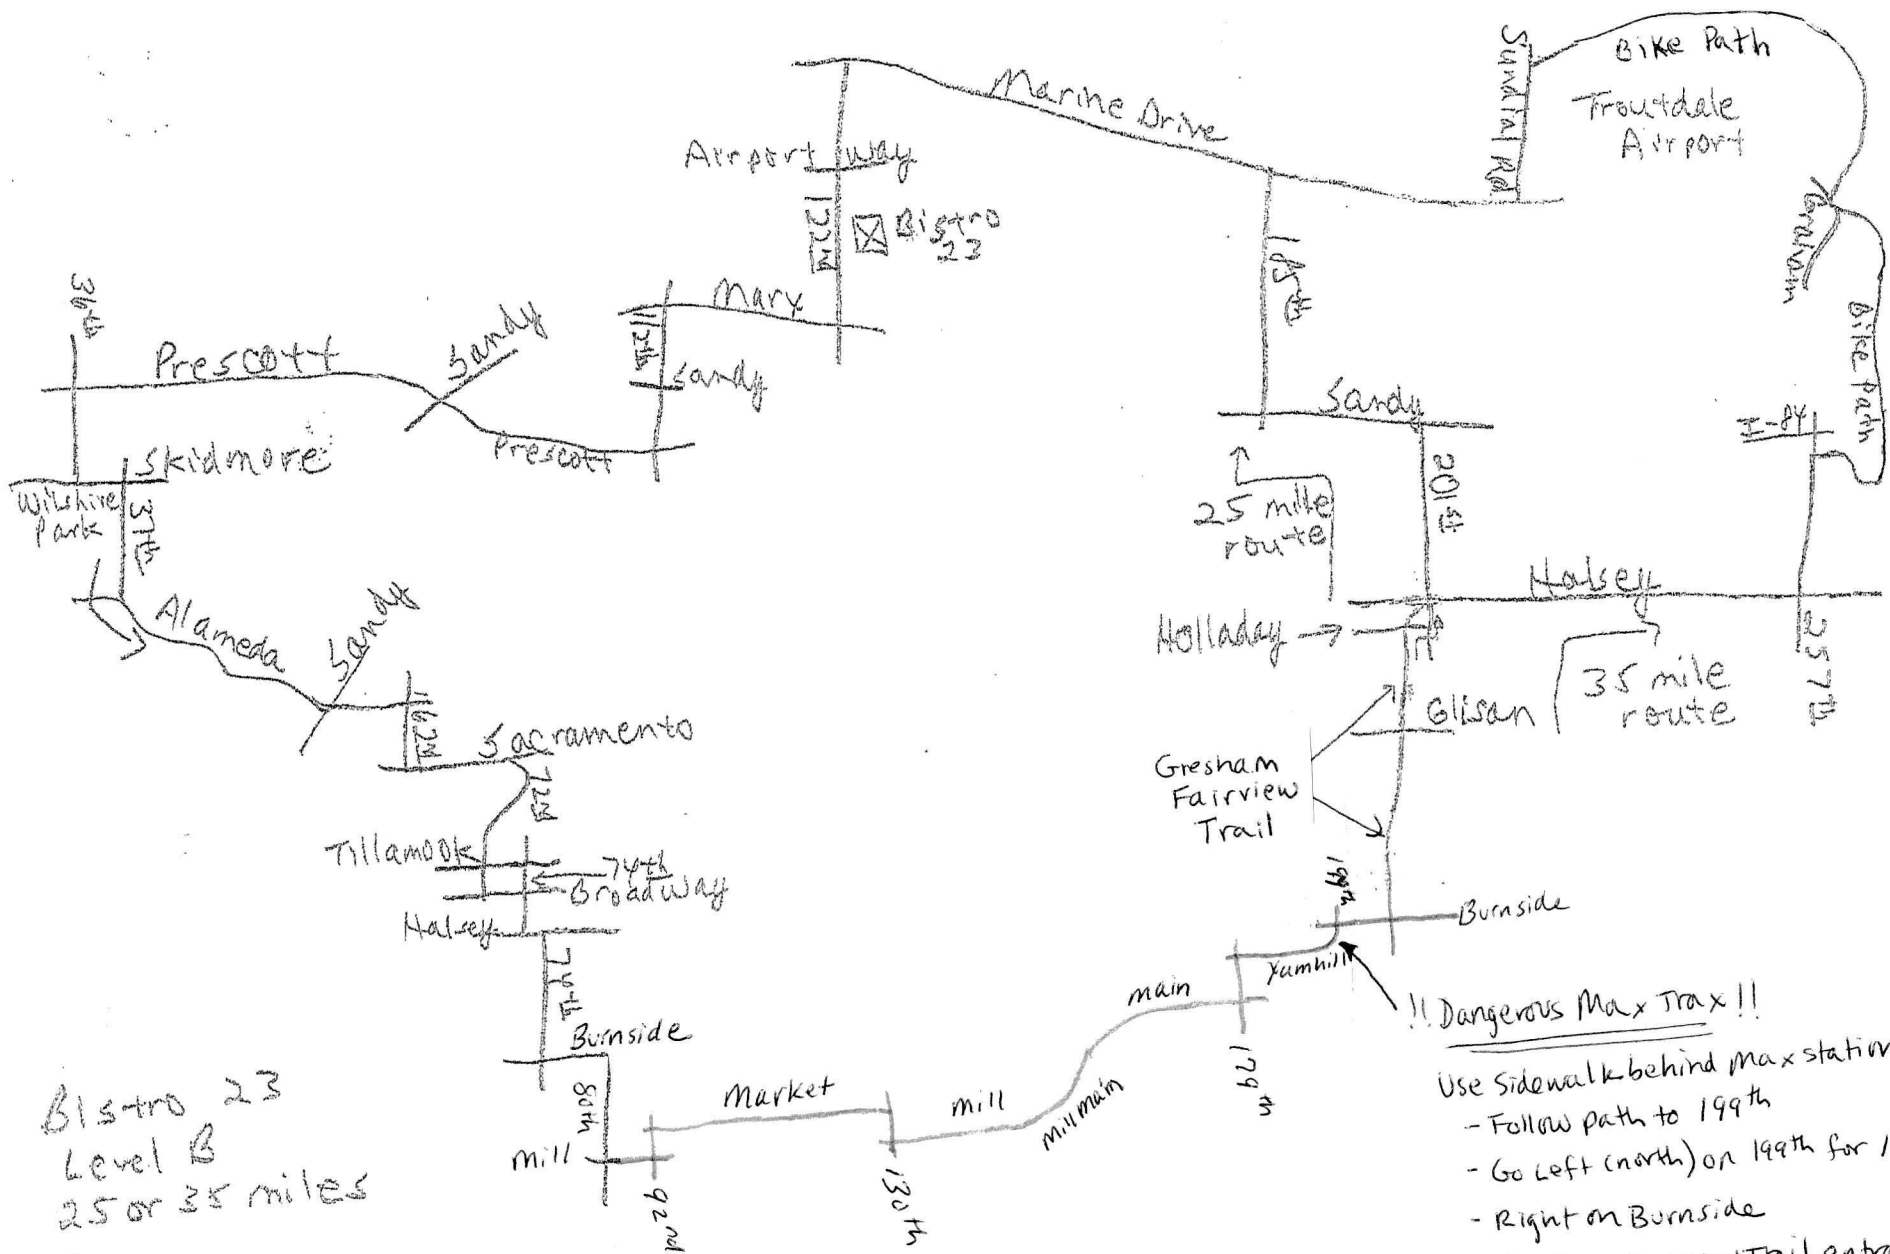 Sundial Rd
Bike Path
Troutdale
Airport
Marine Drive
Airport Way
122nd
Bistro
23
Graham
185th
36th
Mary
Sandy
112th
Bike Path
Prescott
Sandy
Sandy
I-84
Prescott
Skidmore
201st
Wilshire
Park
37th
25 mile
route
Halsey
Alameda
Sandy
Holladay
257th
35 mile
route
62nd
Glisan
Sacramento
Gresham
Fairview
Trail
72nd
Tillamook
74th
Broadway
199th
Halsey
Burnside
74th
Yamhill
main
!! Dangerous Max Trax !!
Burnside
179th
Use Sidewalk behind Max station
Bistro 23
80th
Market
mill
Mill main
- Follow path to 199th
Level B
mill
- Go Left (north) on 199th for
25 or 35 miles
92nd
130th
- Right on Burnside